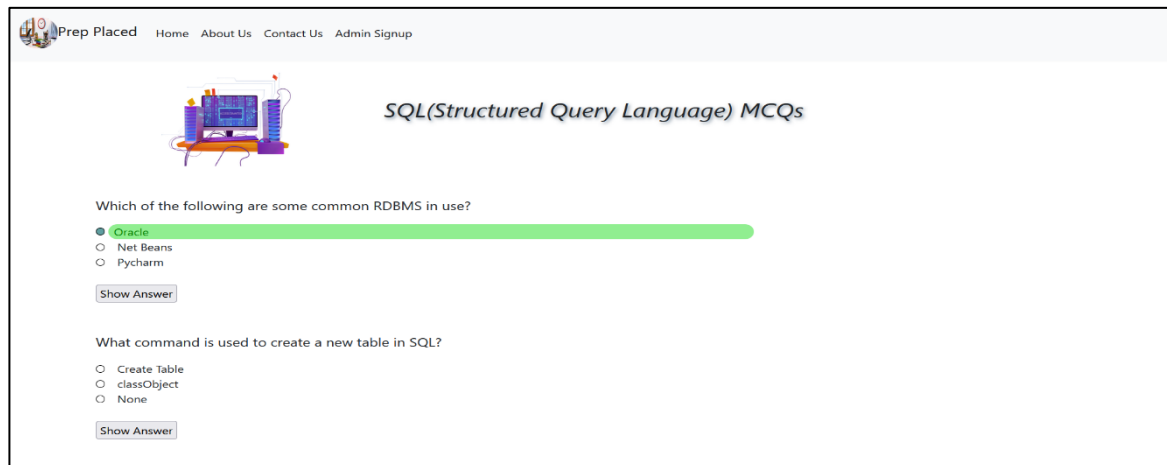 Prep Placed Home About Us Contact Us Admin Signup
SQL(Structured Query Language) MCQs
Which of the following are some common RDBMS in use?
Oracle
Net Beans
Pycharm
Show Answer
What command is used to create a new table in SQL?
Create Table
classObject
None
Show Answer